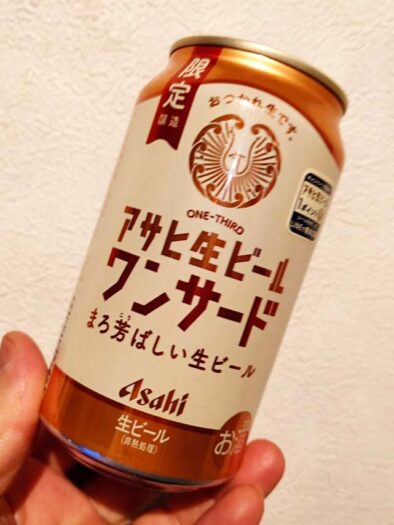 限定
醸造
おつかれ生です。
ONE-THIRD
アサヒ生ビール
ワンサード
こう
まろ芳ばしい生ビール
Asahi
生ビール
(非熱処理)
お酒